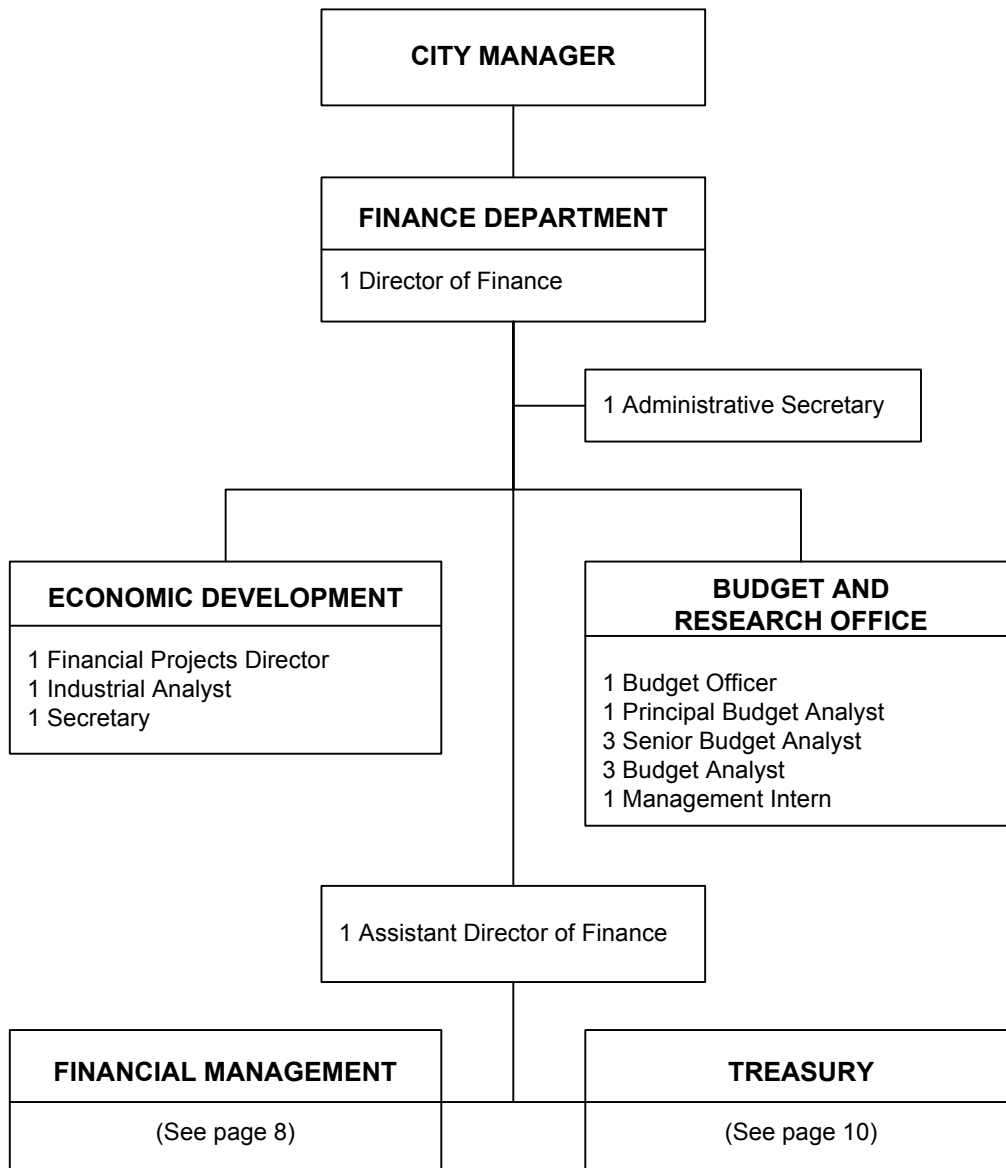 CITY MANAGER
FINANCE DEPARTMENT
1 Director of Finance
1 Administrative Secretary
ECONOMIC DEVELOPMENT
1 Financial Projects Director
1 Industrial Analyst
1 Secretary
BUDGET AND
RESEARCH OFFICE
1 Budget Officer
1 Principal Budget Analyst
3 Senior Budget Analyst
3 Budget Analyst
1 Management Intern
1 Assistant Director of Finance
FINANCIAL MANAGEMENT
(See page 8)
TREASURY
(See page 10)